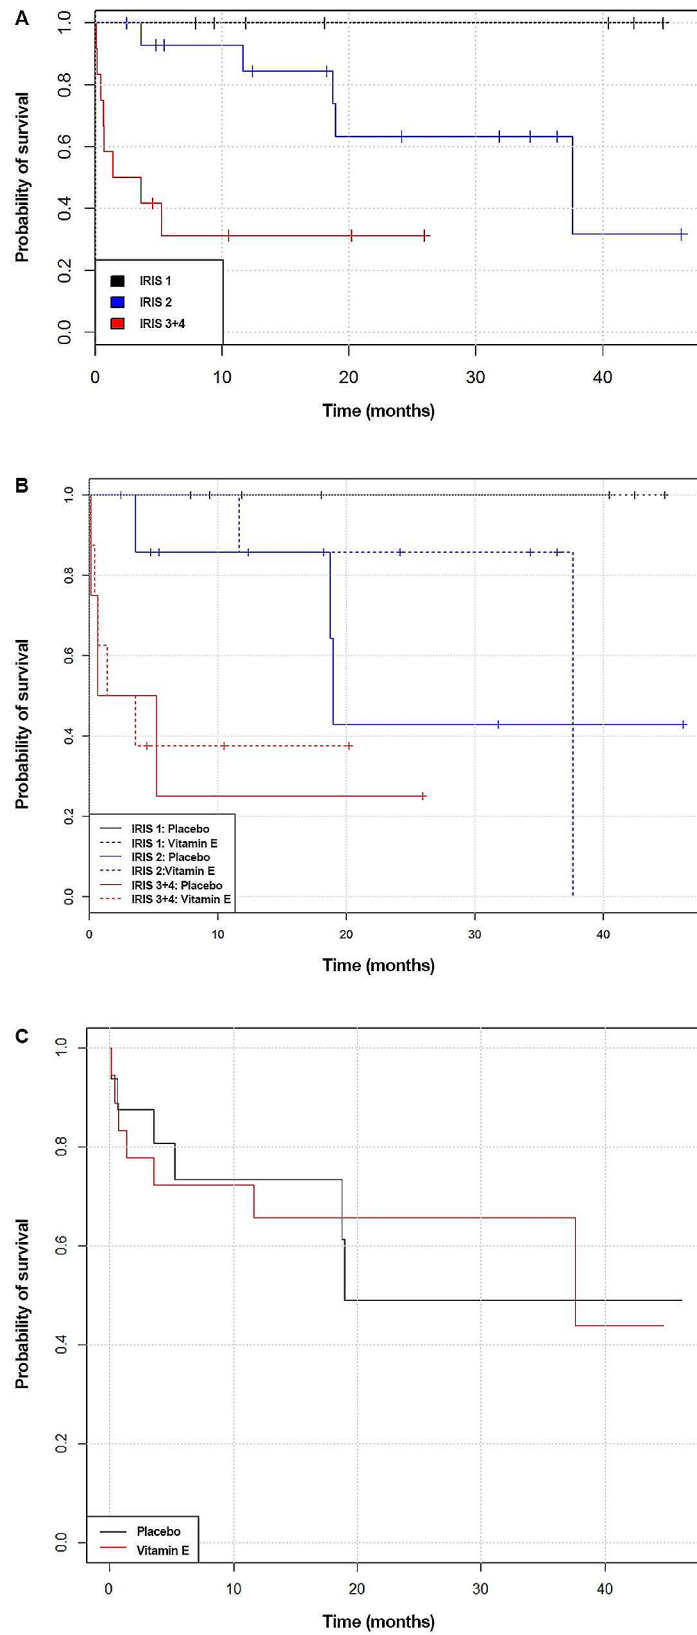 A
Probability of survival
1.0
0.8
0.6
0.4
0.2
0.0
IRIS 1
IRIS 2
IRIS 3+4
0 10 20 30 40
Time (months)
B
Probability of survival
1.0
0.8
0.6
0.4
0.2
0.0
IRIS 1: Placebo
IRIS 1: Vitamin E
IRIS 2: Placebo
IRIS 2:Vitamin E
IRIS 3+4: Placebo
IRIS 3+4: Vitamin E
0 10 20 30 40
Time (months)
C
Probability of survival
1.0
0.8
0.6
0.4
0.2
0.0
Placebo
Vitamin E
0 10 20 30 40
Time (months)